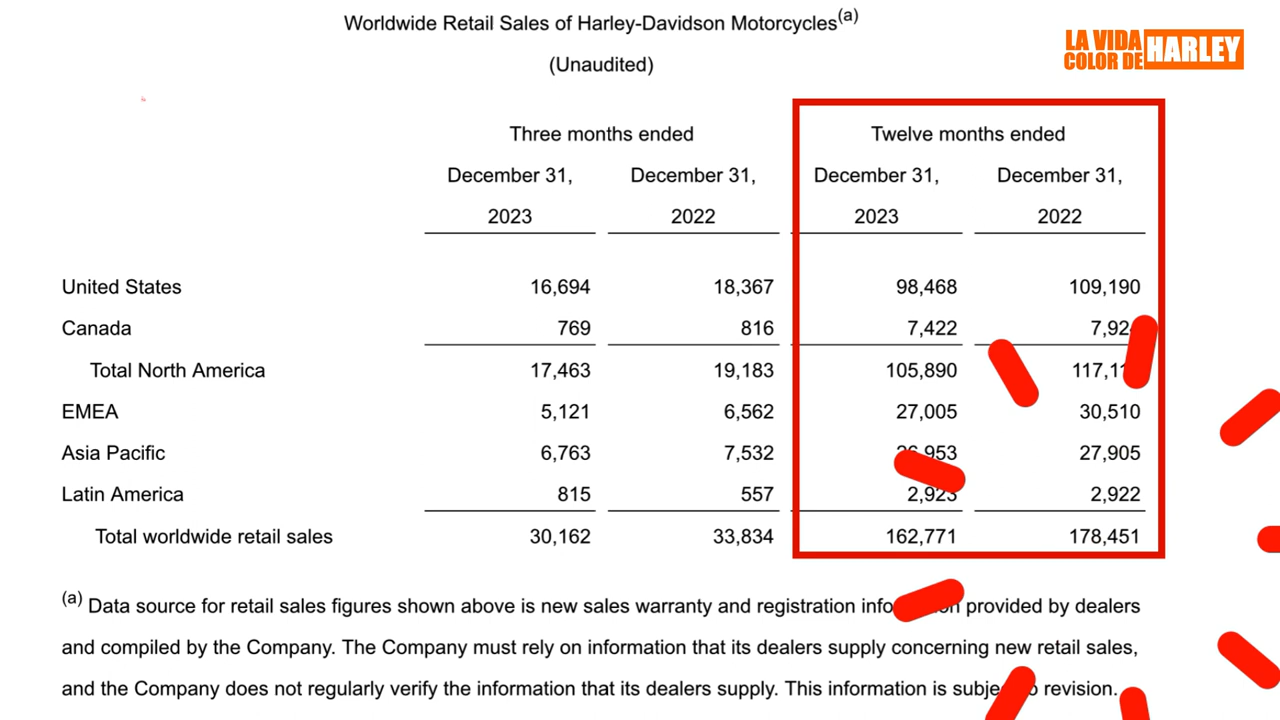 Worldwide Retail Sales of Harley-Davidson Motorcycles(a)
(Unaudited)
LA VIDA
COLOR DE HARLEY
Three months ended Twelve months ended
December 31, December 31, December 31, December 31,
2023 2022 2023 2022
United States 16,694 18,367 98,468 109,190
Canada 769 816 7,422
Total North America 17,463 19,183 105,890
EMEA 5,121 6,562 27,005 30,510
Asia Pacific 6,763 7,532 27,905
Latin America 815 557 2,923 2,922
Total worldwide retail sales 30,162 33,834 162,771 178,451
(a) Data source for retail sales figures shown above is new sales warranty and registration information provided by dealers
and compiled by the Company. The Company must rely on information that its dealers supply concerning new retail sales,
and the Company does not regularly verify the information that its dealers supply. This information is subject to revision.